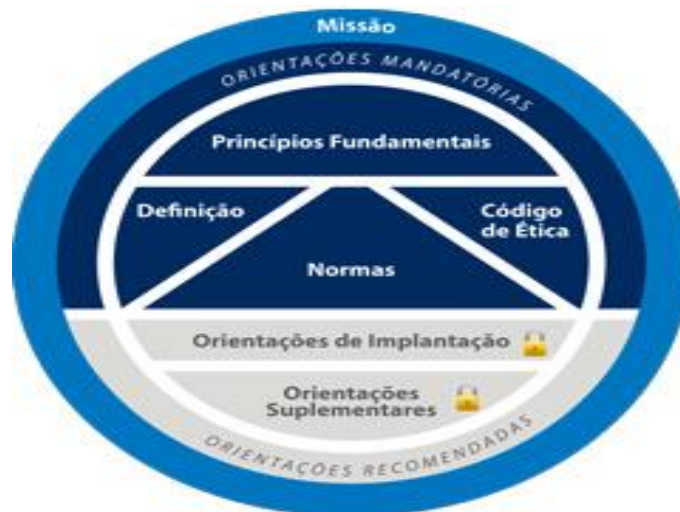 Missão
ORIENTAÇÕES MANDATÓRIAS
Princípios Fundamentais
Definição
Código
de Ética
Normas
Orientações de Implantação
Orientações
Suplementares
ORIENTAÇÕES RECOMENDADAS